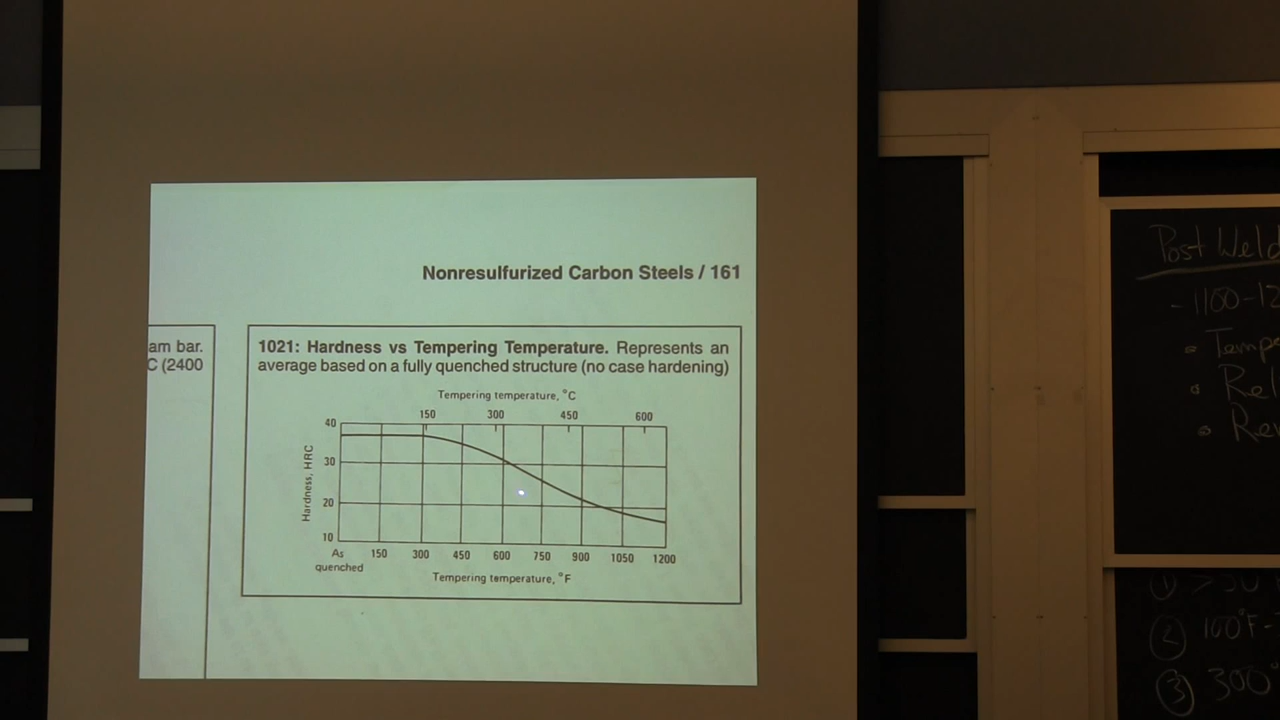 Nonresulfurized Carbon Steels / 161
am bar.
C (2400
1021: Hardness vs Tempering Temperature. Represents an
average based on a fully quenched structure (no case hardening)
Tempering temperature, °C
150 300 450 600
40
30
20
10
Hardness, HRC
As
quenched
150 300 450 600 750 900 1050 1200
Tempering temperature, °F
Post Weld
- 1100-12
• Tempe
• Rel
• Re
① > 50
② 100°F-
③ 300°